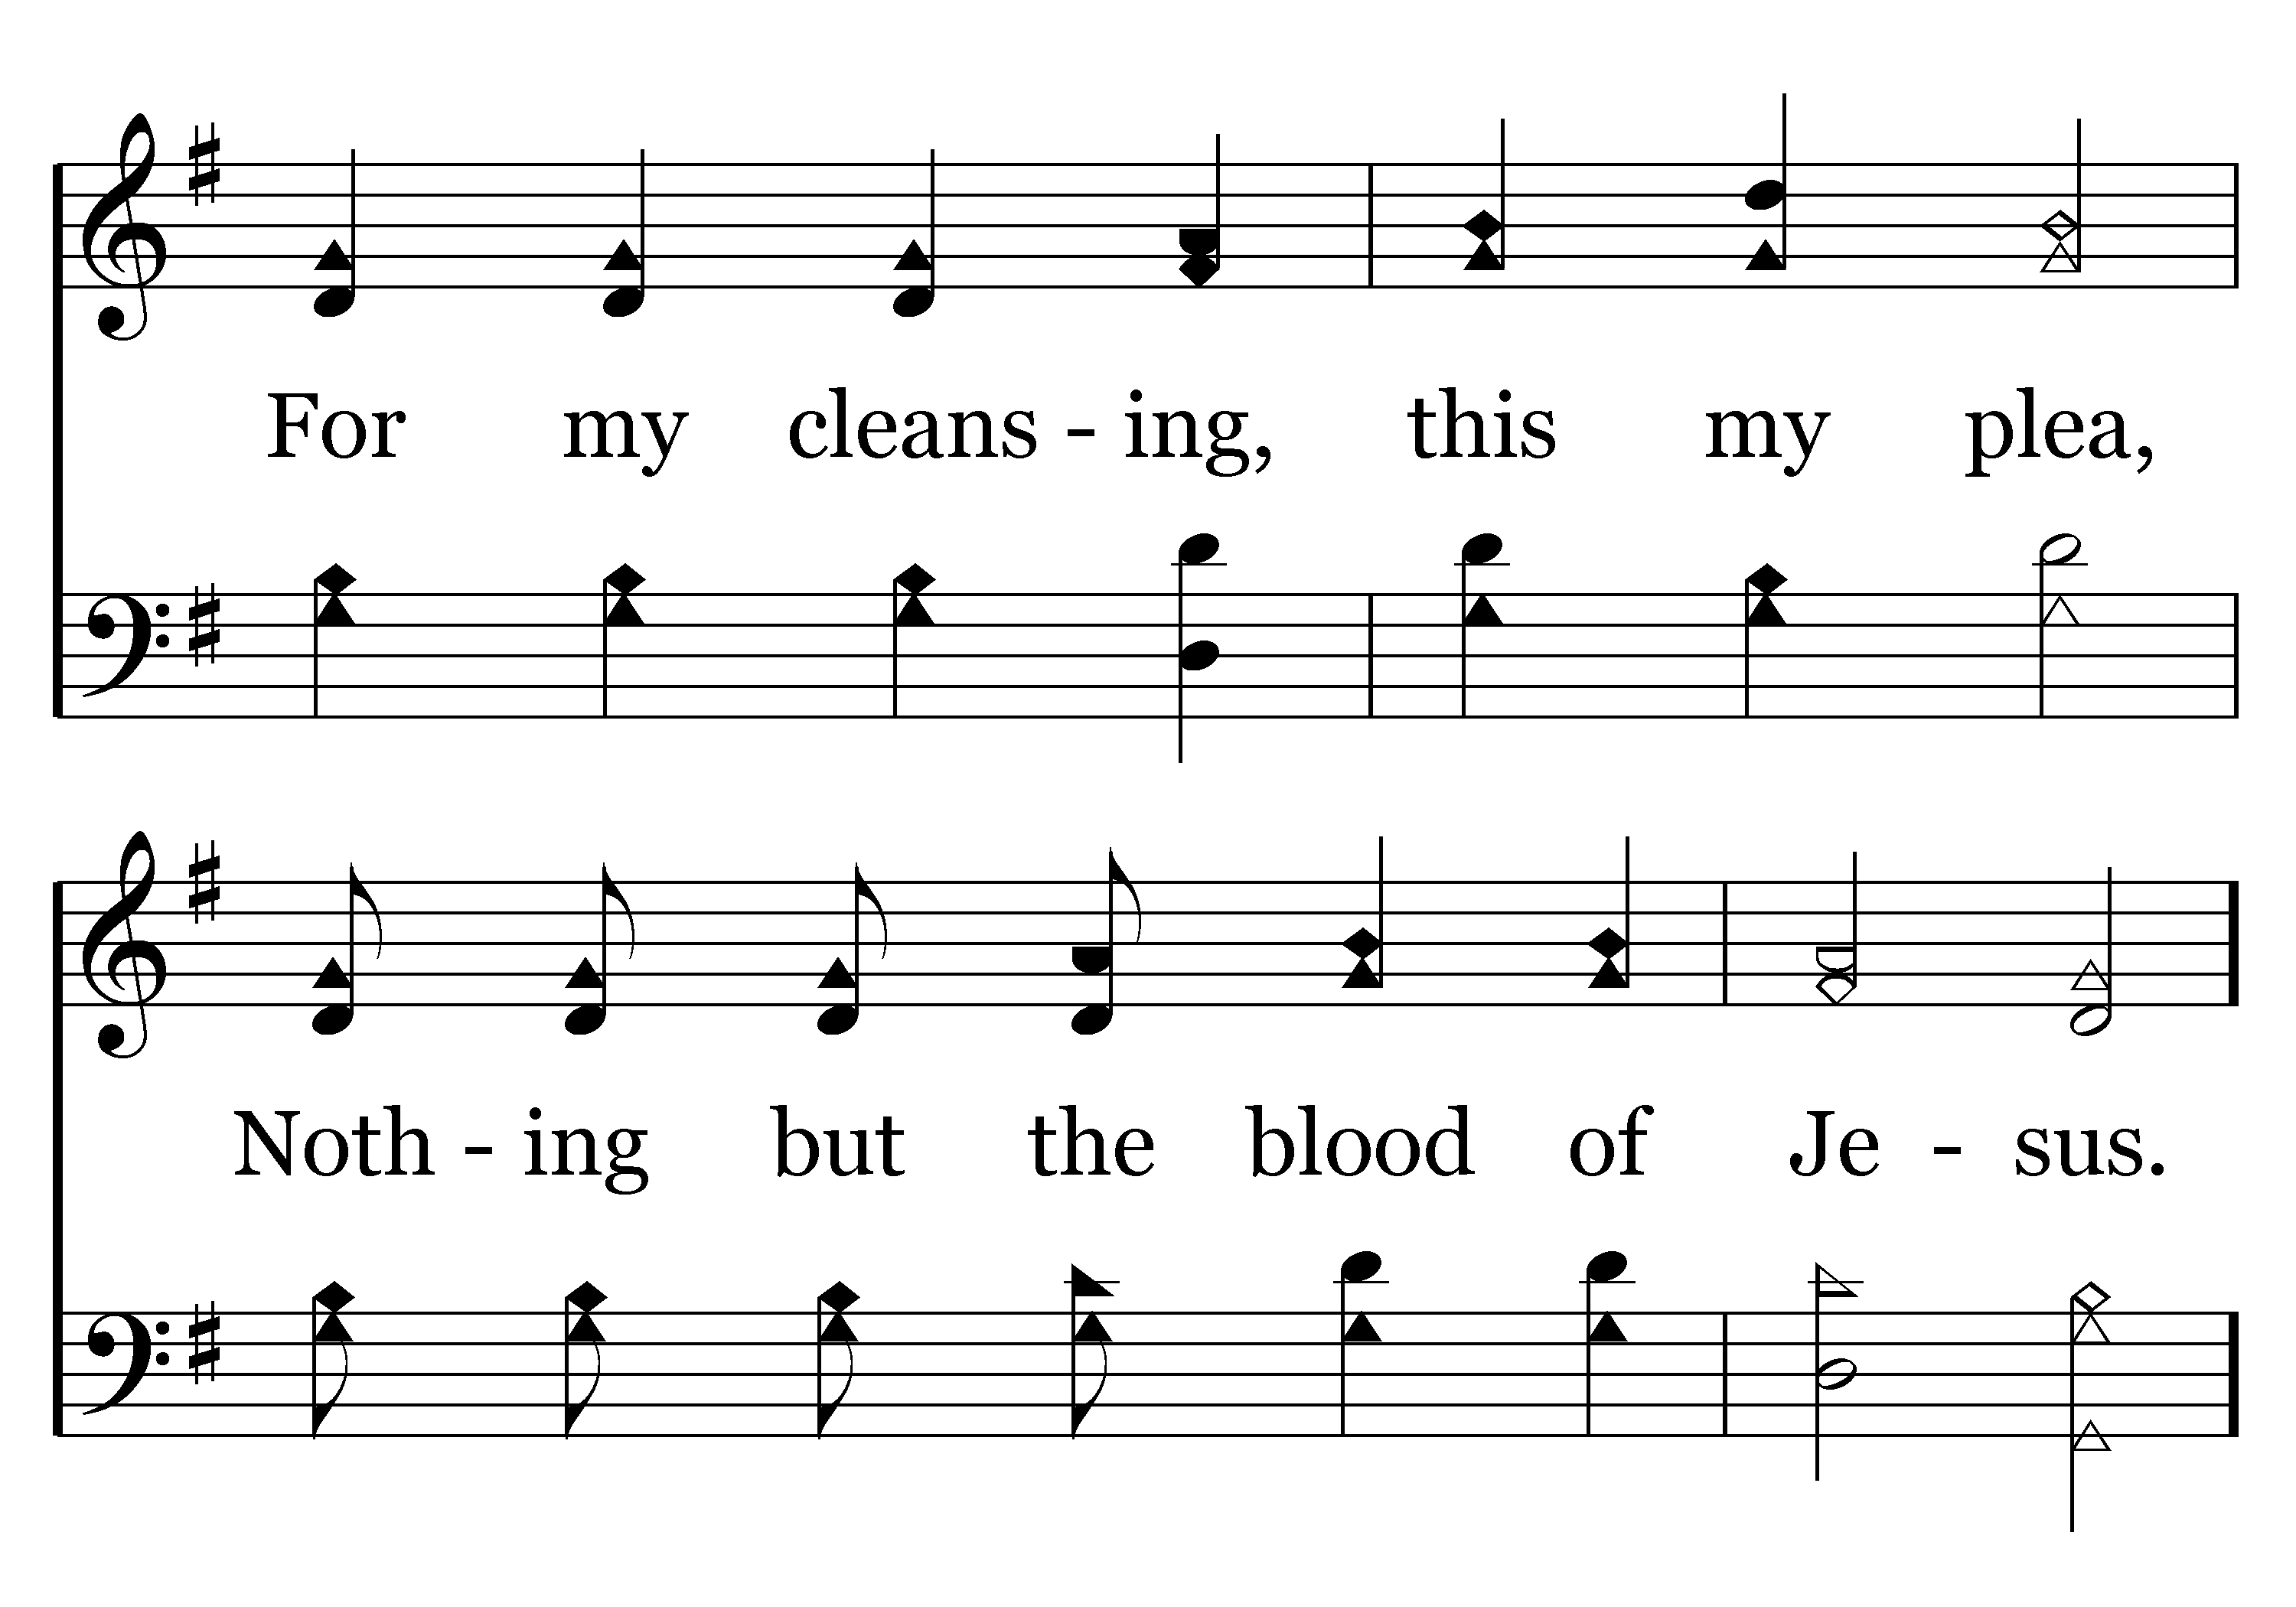 For my cleans - ing, this my plea,
Noth - ing but the blood of Je - sus.